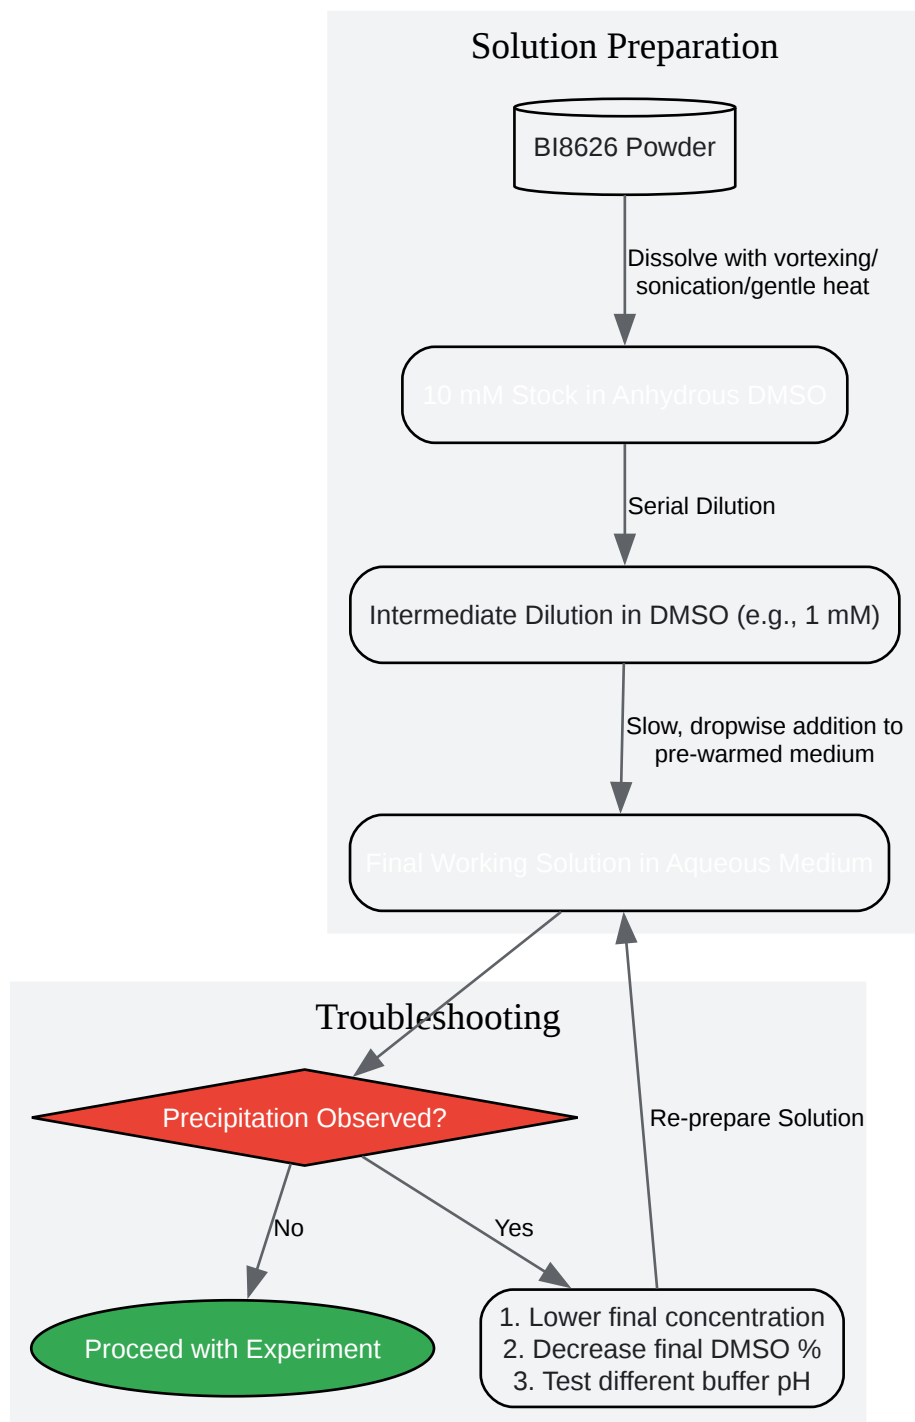 Solution Preparation
BI8626 Powder
Dissolve with vortexing/
sonication/gentle heat
10 mM Stock in Anhydrous DMSO
Serial Dilution
Intermediate Dilution in DMSO (e.g., 1 mM)
Slow, dropwise addition to
pre-warmed medium
Final Working Solution in Aqueous Medium
Troubleshooting
Precipitation Observed?
Re-prepare Solution
No
Yes
Proceed with Experiment
1. Lower final concentration
2. Decrease final DMSO %
3. Test different buffer pH